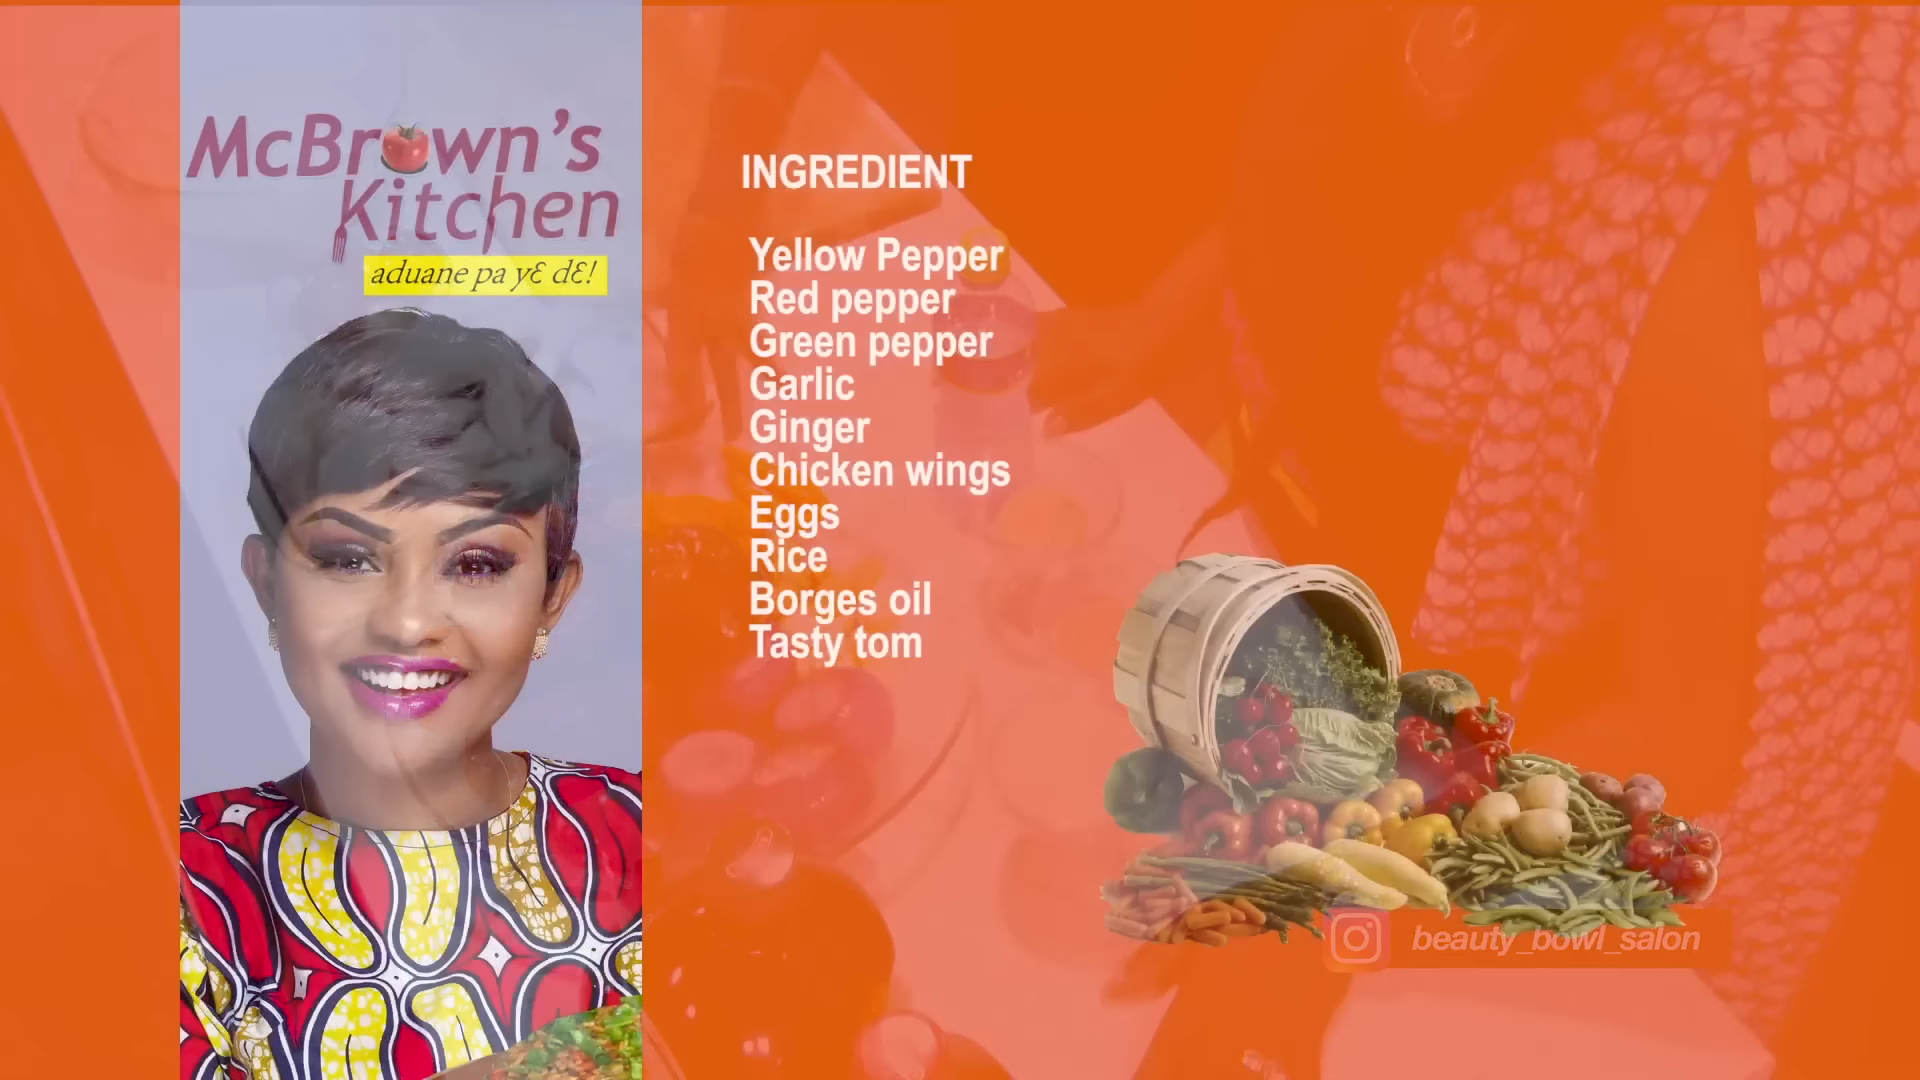 McBrown's
Kitchen
aduane pa yƐ dƐ!
INGREDIENT
Yellow Pepper
Red pepper
Green pepper
Garlic
Ginger
Chicken wings
Eggs
Rice
Borges oil
Tasty tom
beauty_bowl_salon